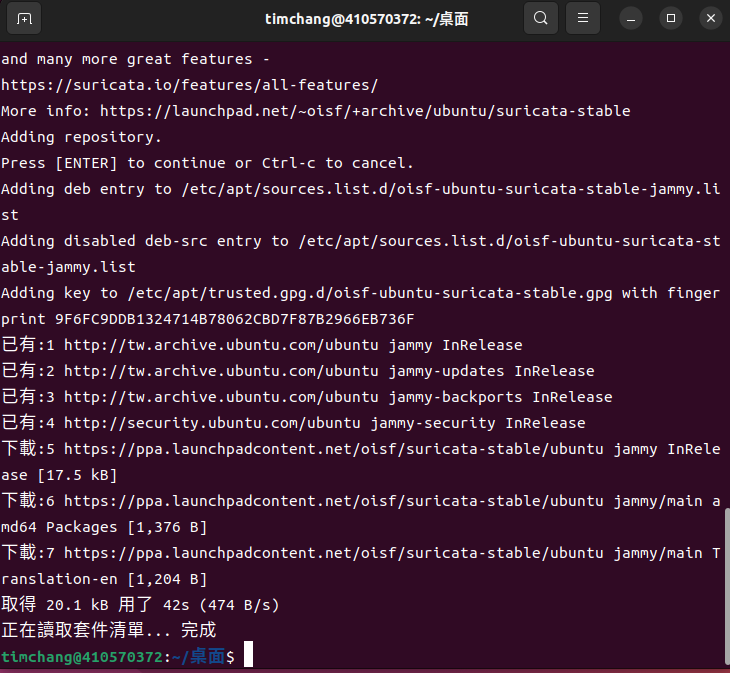 timchang@410570372: ~/桌面
and many more great features -
https://suricata.io/features/all-features/
More info: https://launchpad.net/~oisf/+archive/ubuntu/suricata-stable
Adding repository.
Press [ENTER] to continue or Ctrl-c to cancel.
Adding deb entry to /etc/apt/sources.list.d/oisf-ubuntu-suricata-stable-jammy.li
st
Adding disabled deb-src entry to /etc/apt/sources.list.d/oisf-ubuntu-suricata-st
able-jammy.list
Adding key to /etc/apt/trusted.gpg.d/oisf-ubuntu-suricata-stable.gpg with finger
print 9F6FC9DDB1324714B78062CBD7F87B2966EB736F
已有:1 http://tw.archive.ubuntu.com/ubuntu jammy InRelease
已有:2 http://tw.archive.ubuntu.com/ubuntu jammy-updates InRelease
已有:3 http://tw.archive.ubuntu.com/ubuntu jammy-backports InRelease
已有:4 http://security.ubuntu.com/ubuntu jammy-security InRelease
下載:5 https://ppa.launchpadcontent.net/oisf/suricata-stable/ubuntu jammy InRele
ase [17.5 kB]
下載:6 https://ppa.launchpadcontent.net/oisf/suricata-stable/ubuntu jammy/main a
md64 Packages [1,376 B]
下載:7 https://ppa.launchpadcontent.net/oisf/suricata-stable/ubuntu jammy/main T
ranslation-en [1,204 B]
取得 20.1 kB 用了 42s (474 B/s)
正在讀取套件清單... 完成
timchang@410570372:~/桌面$